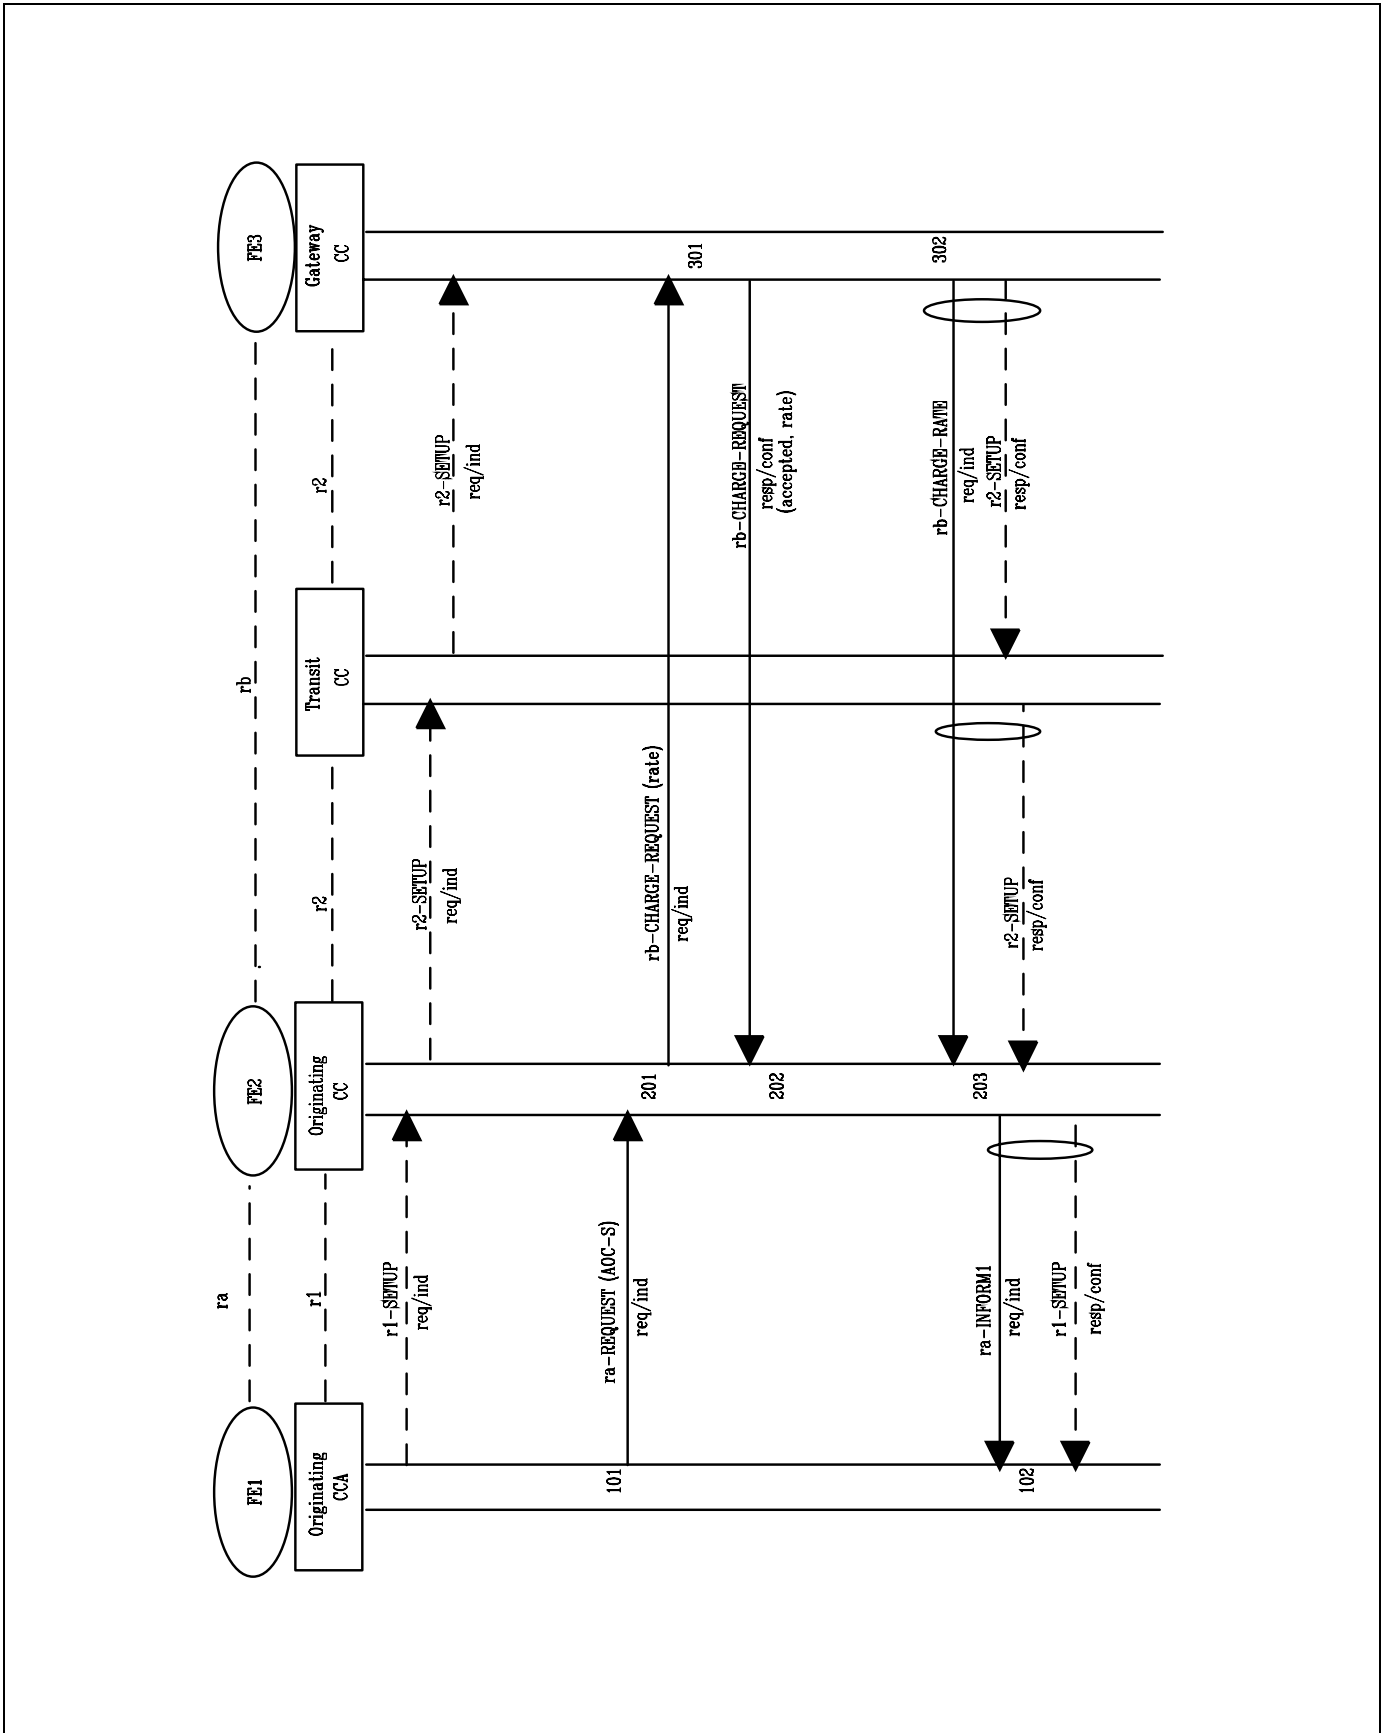 FE1
FE2
FE3
ra
rb
Originating
CCA
r1
Originating
CC
r2
Transit
CC
r2
Gateway
CC
r1-SETUP
req/ind
r2-SETUP
req/ind
r2-SETUP
req/ind
101
ra-REQUEST (AOC-S)
req/ind
201
rb-CHARGE-REQUEST (rate)
req/ind
301
rb-CHARGE-REQUEST
resp/conf
(accepted, rate)
202
302
rb-CHARGE-RATE
req/ind
r2-SETUP
resp/conf
203
r2-SETUP
resp/conf
ra-INFORM1
req/ind
102
r1-SETUP
resp/conf